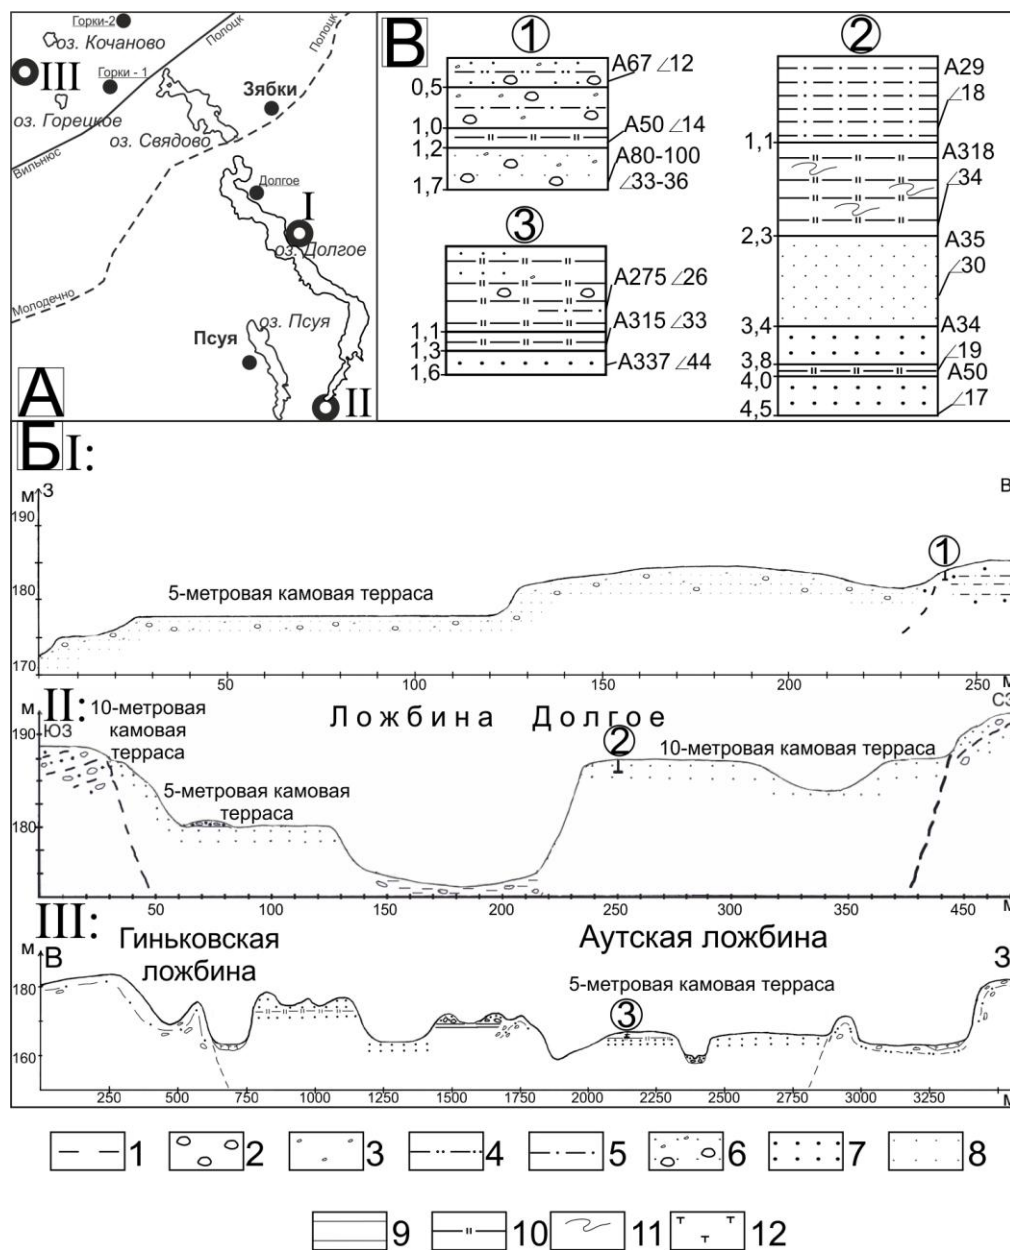 Горки-2
оз. Кочаново
Полоцк
Полоцк
III
Горки - 1
Зябки
оз. Горецкое
оз. Свядово
Вильнюс
Долгое
I
оз. Долгое
Молодечно
оз. Псуя
Псуя
А
II
В
1
А67 ∠12
0,5
1,0
А50 ∠14
1,2
А80-100
∠33-36
1,7
3
А275 ∠26
1,1
А315 ∠33
1,3
А337 ∠44
1,6
2
А29
∠18
1,1
А318
∠34
2,3
А35
∠30
3,4
А34
3,8
∠19
4,0
А50
∠17
4,5
Б I:
м З
В
190
1
5-метровая камовая терраса
180
170
50 100 150 200 250 м
II:
м
ЮЗ
10-метровая
камовая
терраса
Ложбина Долгое
СЗ
190
2
10-метровая камовая терраса
5-метровая камовая
терраса
180
50 100 150 200 250 300 350 450 м
III:
м
В
Гиньковская
ложбина
Аутская ложбина
З
180
5-метровая камовая терраса
3
160
250 500 750 1000 1250 1500 1750 2000 2250 2500 2750 3000 3250 м
1 2 3 4 5 6 7 8
9 10 11 12